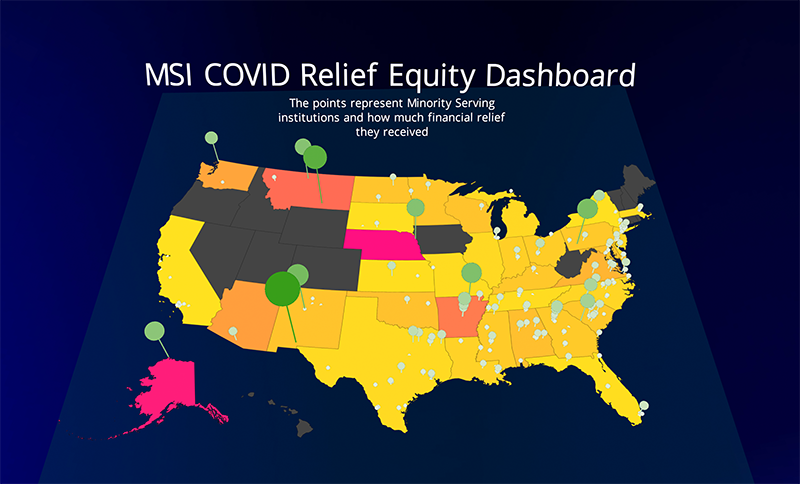 MSI COVID Relief Equity Dashboard
The points represent Minority Serving
institutions and how much financial relief
they received